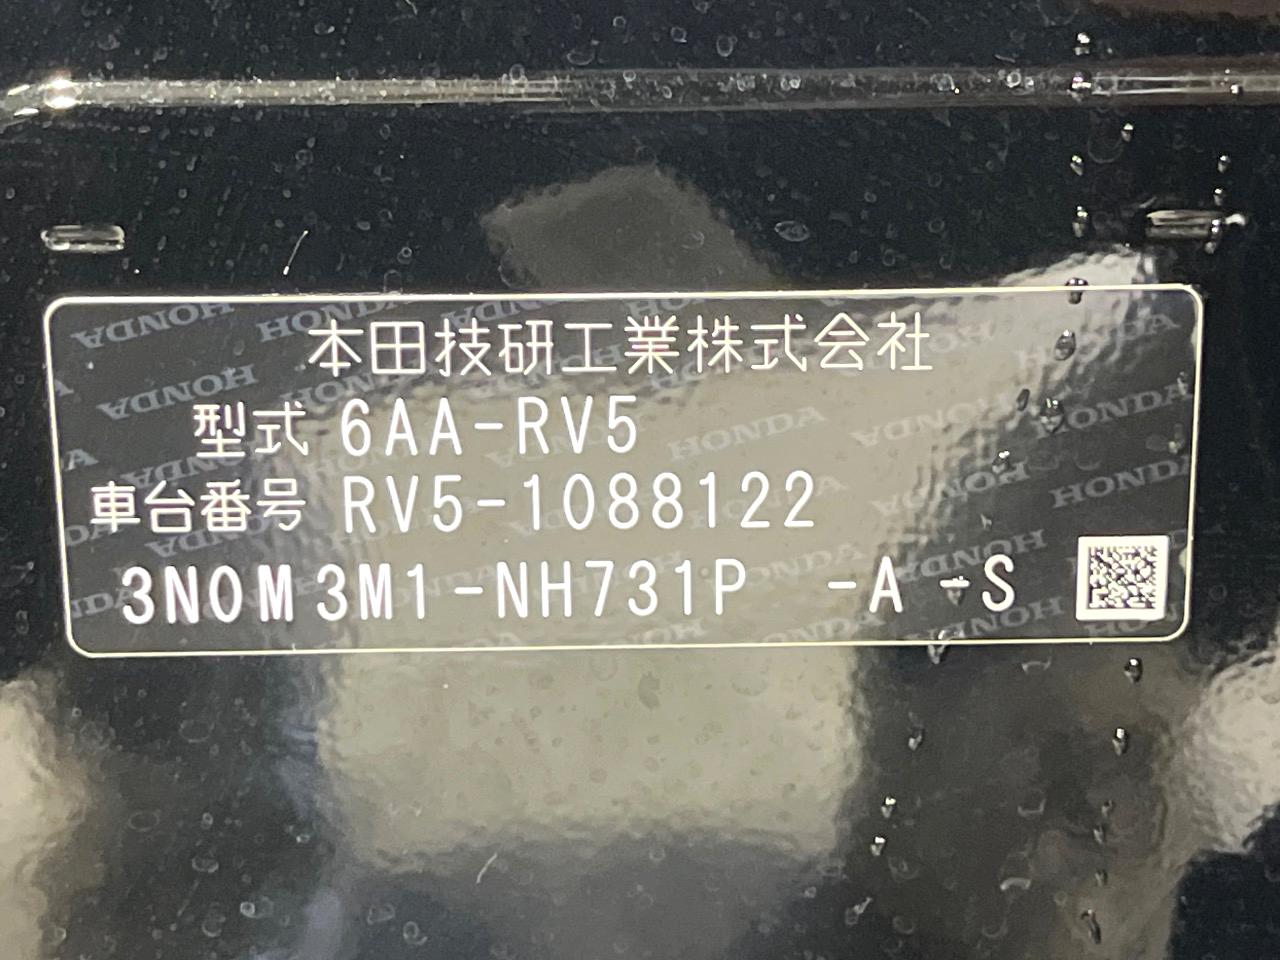 本田技研工業株式会社
型式 6AA-RV5
車台番号 RV5-1088122
3N0M3M1-NH731P -A -S